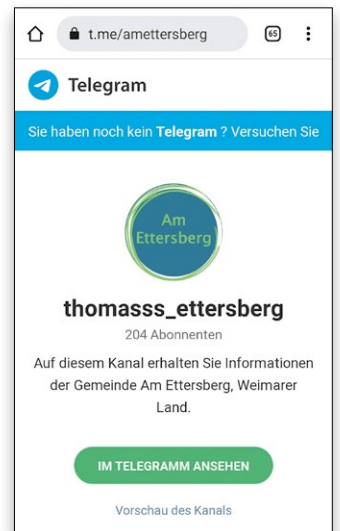 t.me/amettersberg
65
Telegram
Sie haben noch kein Telegram ? Versuchen Sie
Am
Ettersberg
thomasss_ettersberg
204 Abonnenten
Auf diesem Kanal erhalten Sie Informationen
der Gemeinde Am Ettersberg, Weimarer
Land.
IM TELEGRAMM ANSEHEN
Vorschau des Kanals